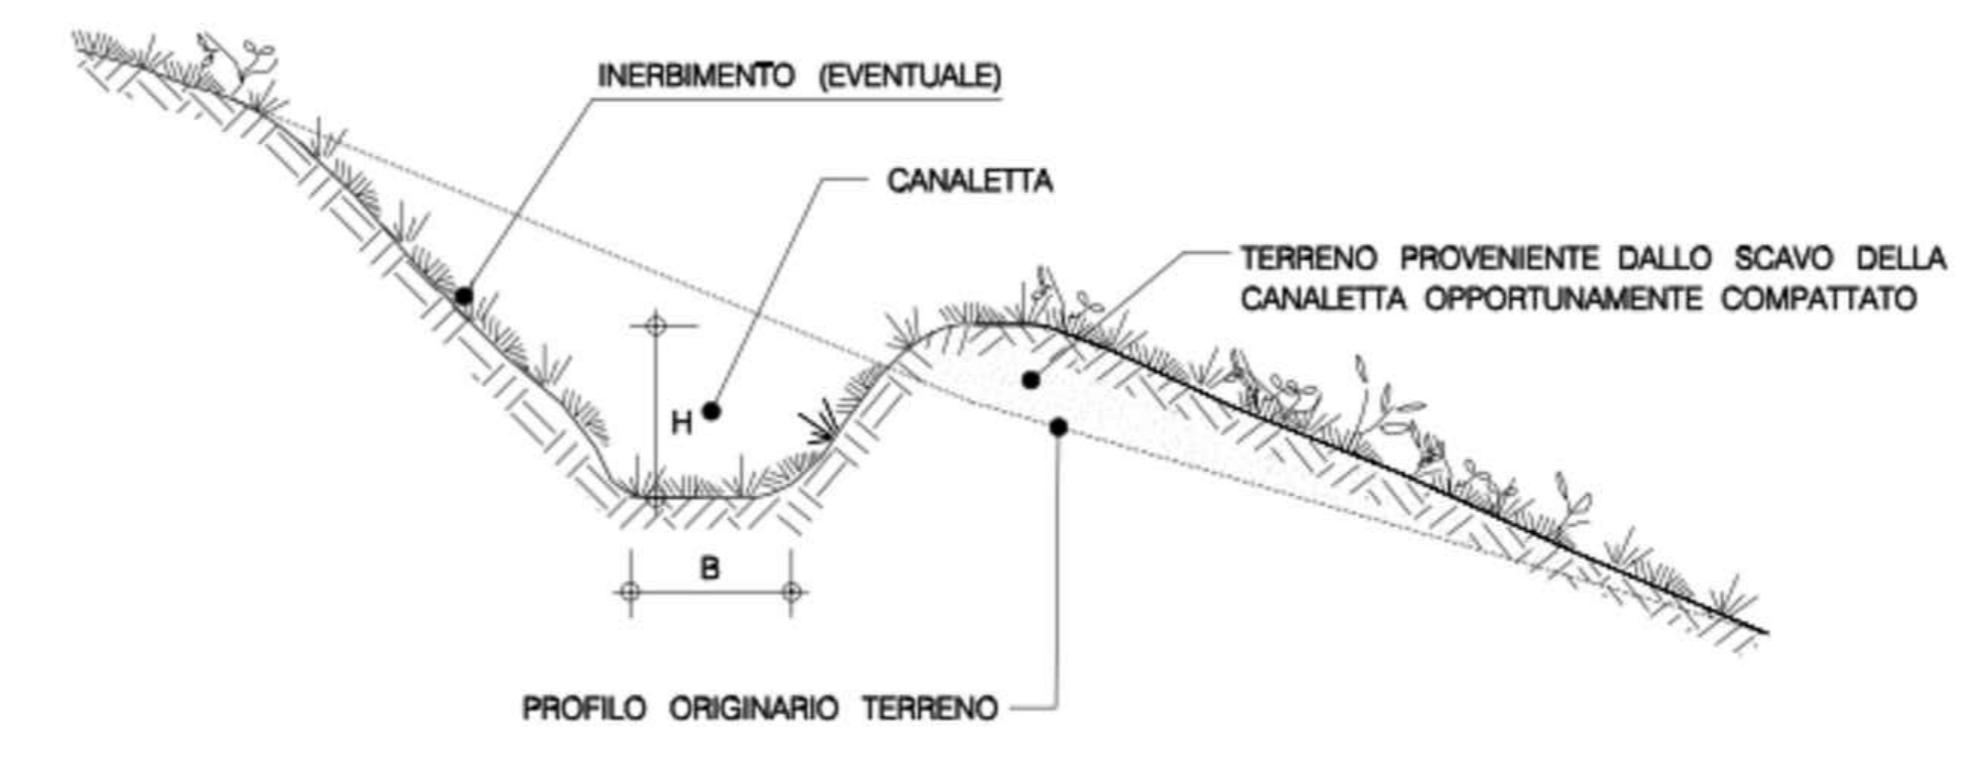 INERBIMENTO (EVENTUALE)
CANALETTA
TERRENO PROVENIENTE DALLO SCAVO DELLA
CANALETTA OPPORTUNAMENTE COMPATTATO
H
B
PROFILO ORIGINARIO TERRENO